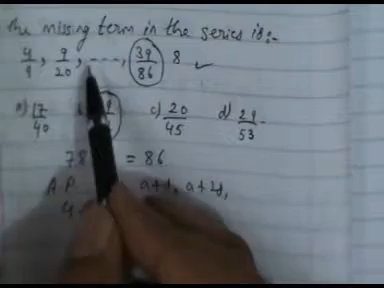 the missing term in the series is:-
4/9, 9/20, ---, 39/86 8 ✓
a) 17/40 c) 20/45 d) 29/53
78 = 86
A P a+d, a+2d,
4